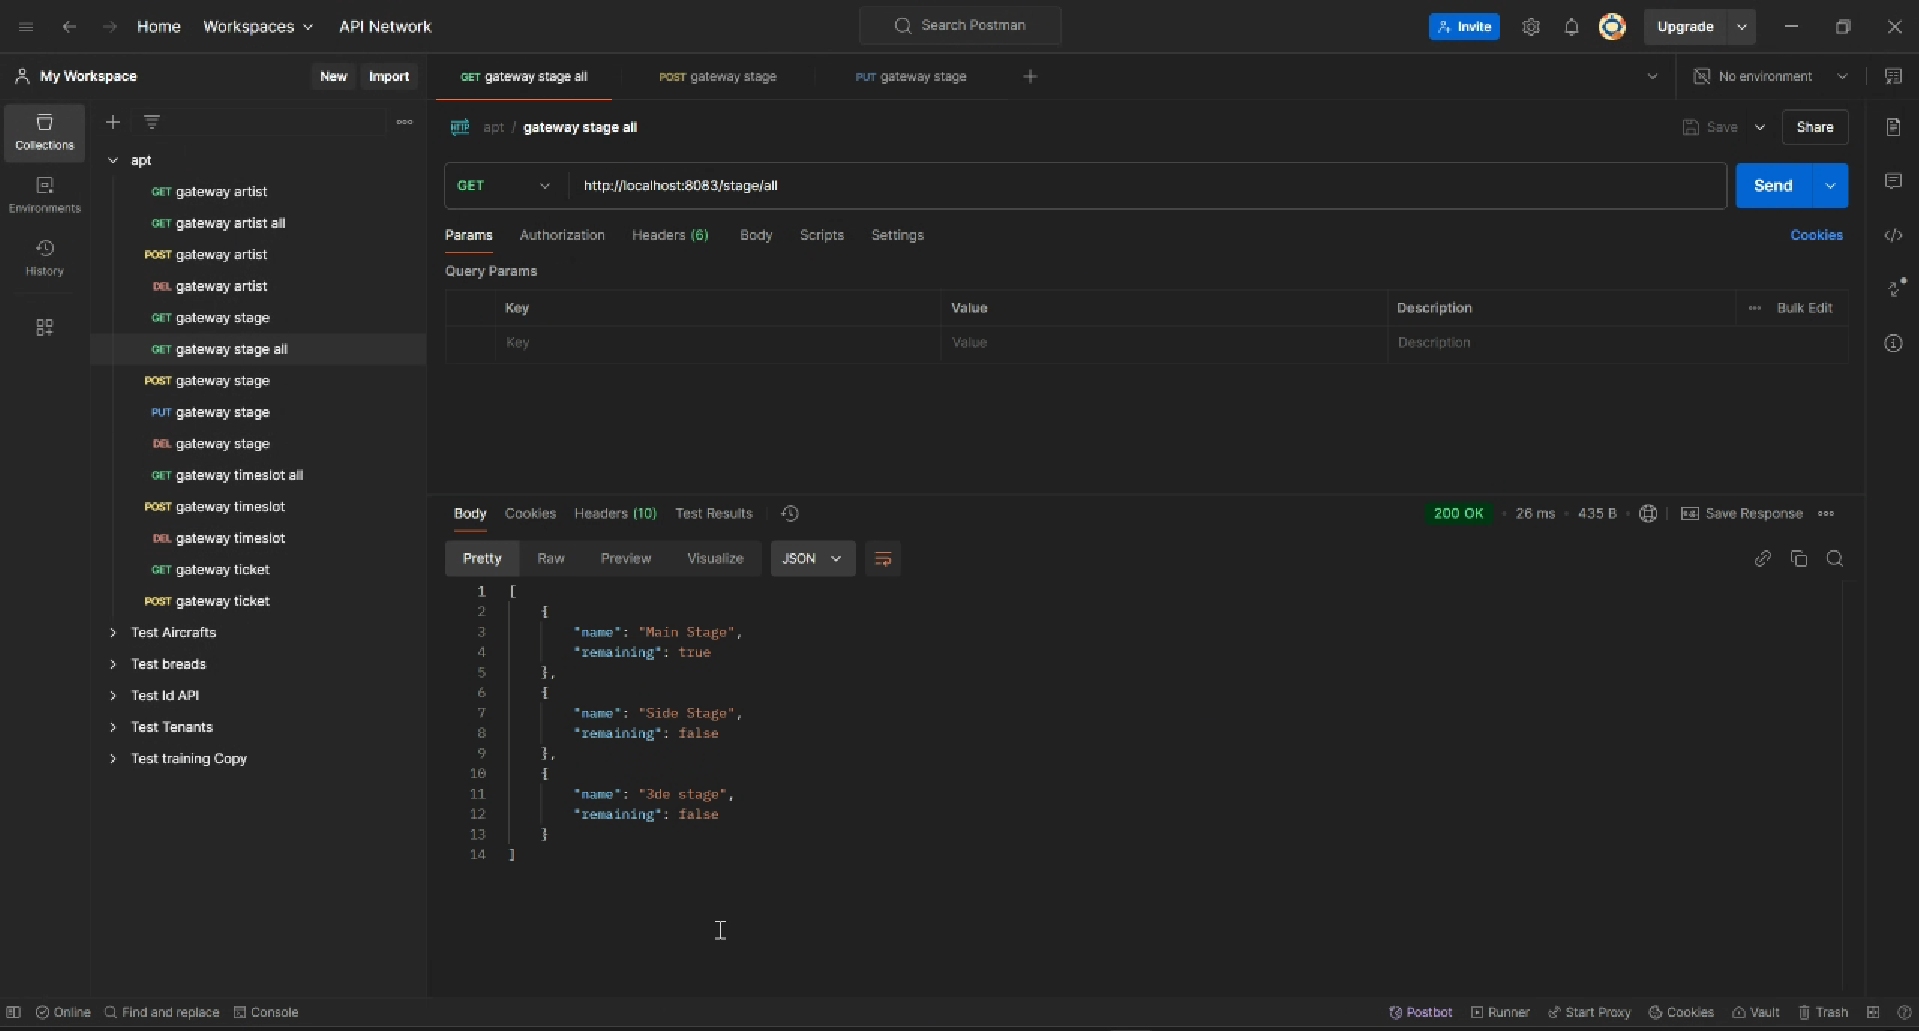 Home Workspaces API Network Search Postman Invite Upgrade
My Workspace New Import GET gateway stage all POST gateway stage PUT gateway stage No environment
Collections
Environments
History
apt
GET gateway artist
GET gateway artist all
POST gateway artist
DEL gateway artist
GET gateway stage
GET gateway stage all
POST gateway stage
PUT gateway stage
DEL gateway stage
GET gateway timeslot all
POST gateway timeslot
DEL gateway timeslot
GET gateway ticket
POST gateway ticket
Test Aircrafts
Test breads
Test Id API
Test Tenants
Test training Copy
HTTP apt / gateway stage all Save Share
GET http://localhost:8083/stage/all Send
Params Authorization Headers (6) Body Scripts Settings Cookies
Query Params
Key Value Description Bulk Edit
Key Value Description
Body Cookies Headers (10) Test Results 200 OK 26 ms 435 B Save Response
Pretty Raw Preview Visualize JSON
1 [
2 {
3 "name": "Main Stage",
4 "remaining": true
5 },
6 {
7 "name": "Side Stage",
8 "remaining": false
9 },
10 {
11 "name": "3de stage",
12 "remaining": false
13 }
14 ]
Online Find and replace Console Postbot Runner Start Proxy Cookies Vault Trash